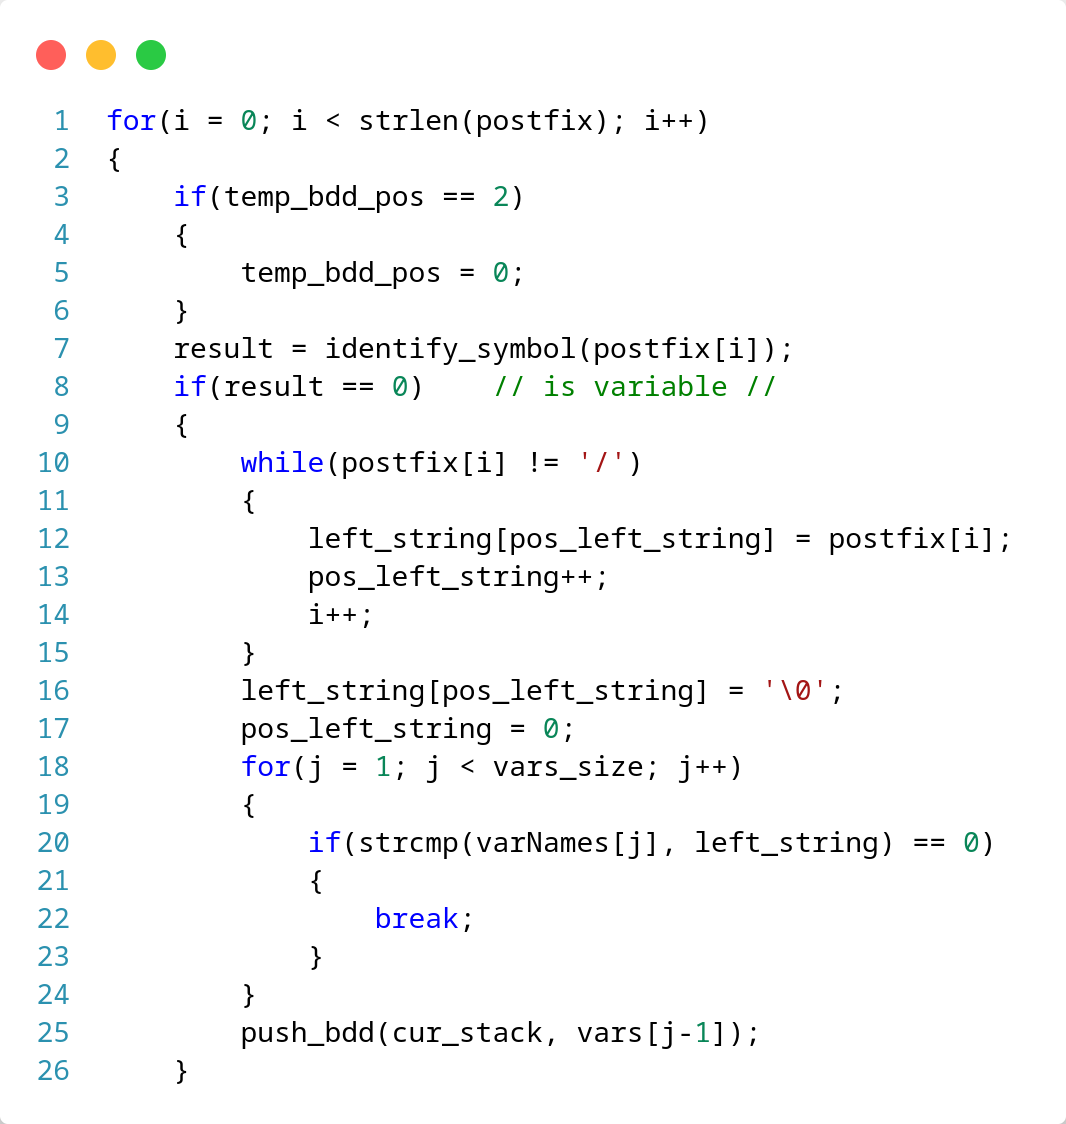 1 for(i = 0; i < strlen(postfix); i++)
2 {
3     if(temp_bdd_pos == 2)
4     {
5         temp_bdd_pos = 0;
6     }
7     result = identify_symbol(postfix[i]);
8     if(result == 0)    // is variable //
9     {
10         while(postfix[i] != '/')
11         {
12             left_string[pos_left_string] = postfix[i];
13             pos_left_string++;
14             i++;
15         }
16         left_string[pos_left_string] = '\0';
17         pos_left_string = 0;
18         for(j = 1; j < vars_size; j++)
19         {
20             if(strcmp(varNames[j], left_string) == 0)
21             {
22                 break;
23             }
24         }
25         push_bdd(cur_stack, vars[j-1]);
26     }